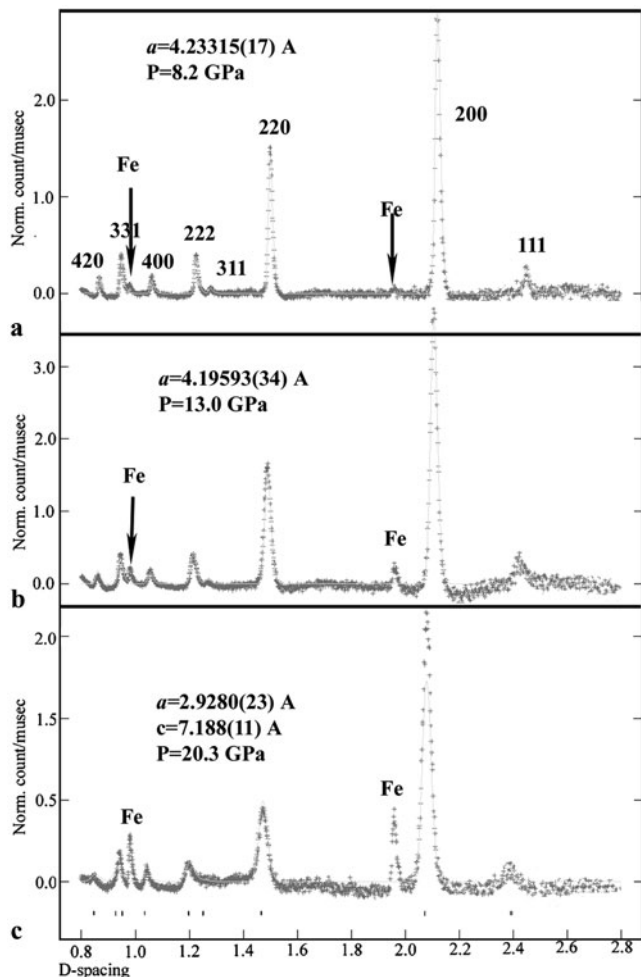 a=4.23315(17) A
P=8.2 GPa
200
220
Fe
Fe
331
222
420
400
311
111
2.0
1.0
0.0
Norm. count/musec
a
a=4.19593(34) A
P=13.0 GPa
Fe
Fe
3.0
2.0
1.0
0.0
Norm. count/musec
b
a=2.9280(23) A
c=7.188(11) A
P=20.3 GPa
Fe
Fe
2.0
1.5
0.5
0.0
Norm. count/musec
c
0.8 1.0 1.2 1.4 1.6 1.8 2.0 2.2 2.4 2.6 2.8
D-spacing